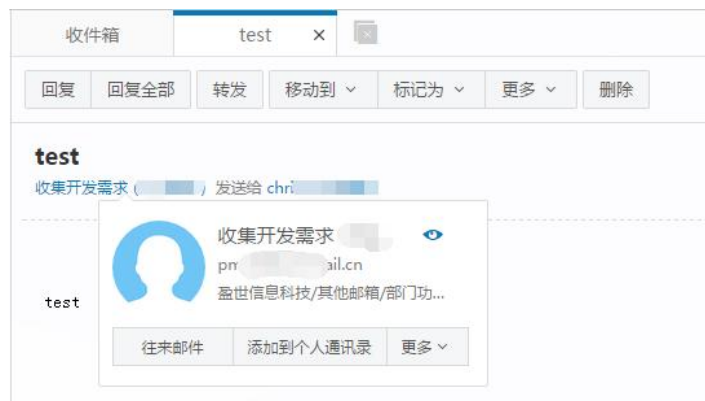 收件箱 test
回复 回复全部 转发 移动到 标记为 更多 删除
test
收集开发需求 ( ) 发送给 chri
收集开发需求
pm ail.cn
盈世信息科技/其他邮箱/部门功...
test
往来邮件 添加到个人通讯录 更多